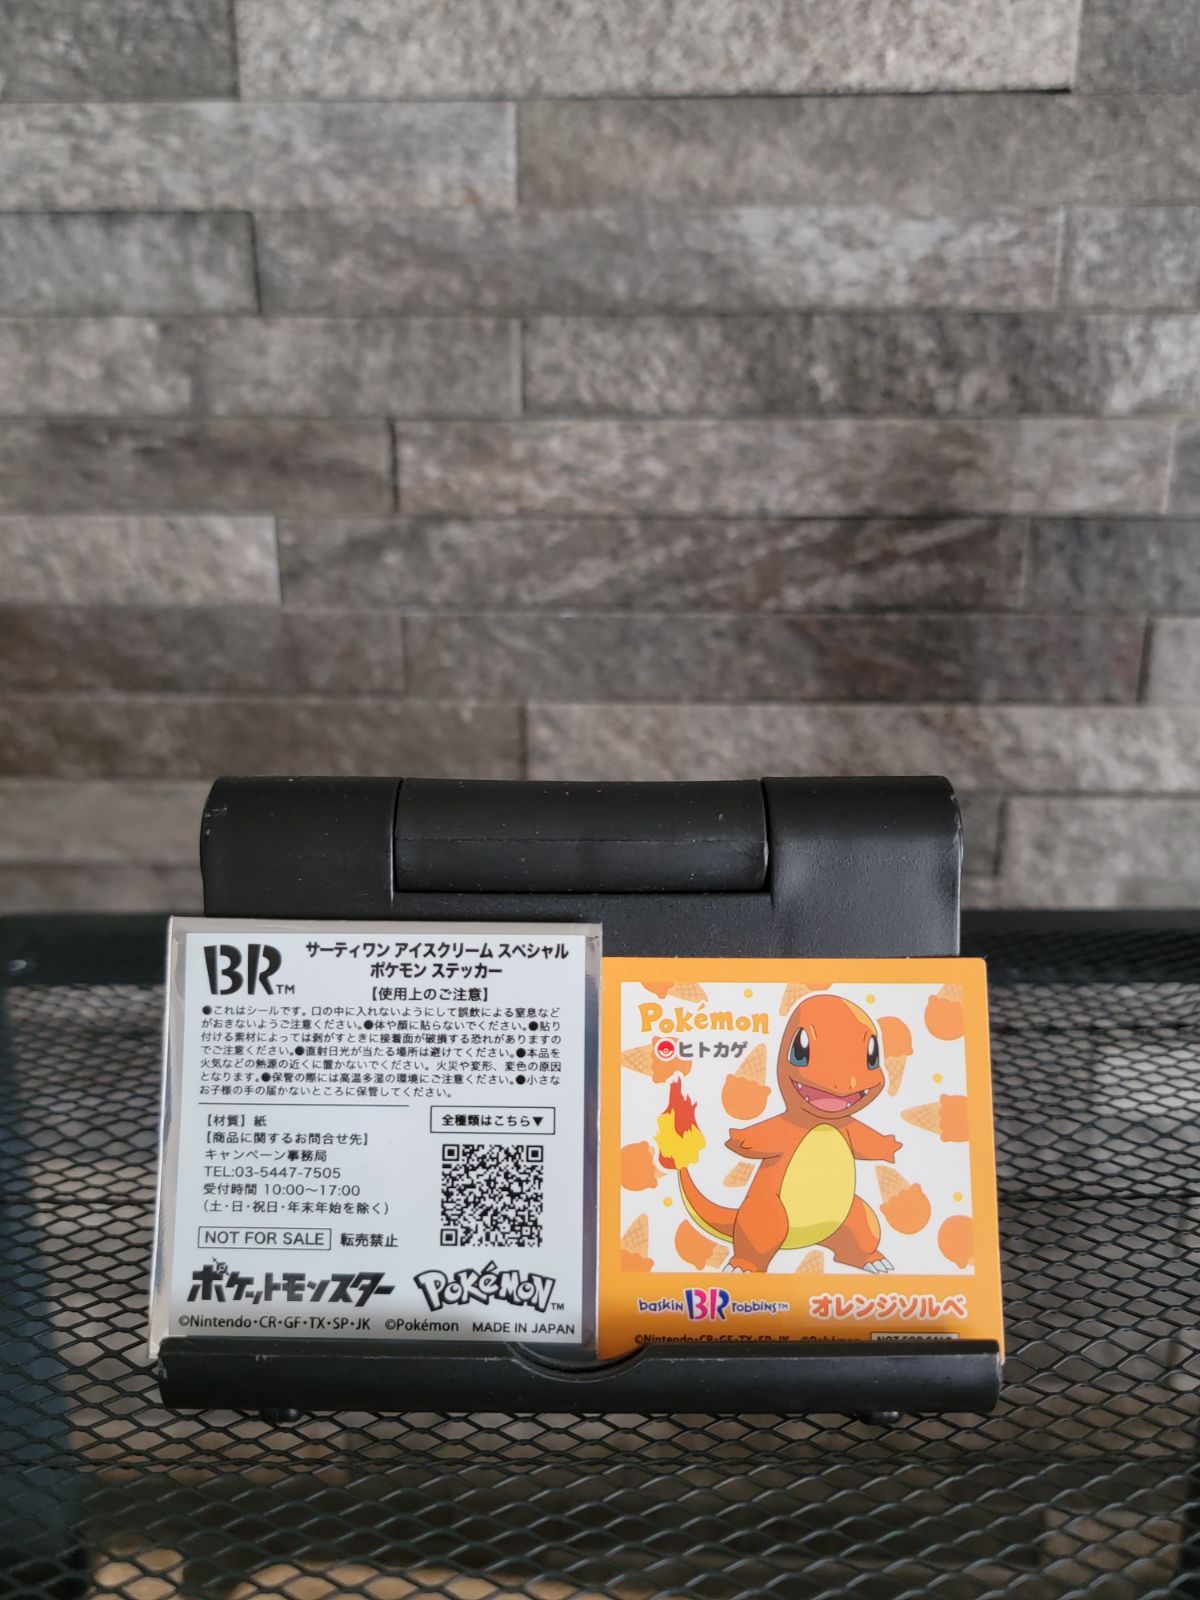 BR™
サーティワン アイスクリーム スペシャル
ポケモン ステッカー
【使用上のご注意】
●これはシールです。口の中に入れないようにして誤飲による窒息など
がおきないようご注意ください。●体や顔に貼らないでください。●貼り
付ける素材によっては剥がすときに接着面が破損する恐れがありますの
でご注意ください。●直射日光が当たる場所は避けてください。●本品を
火気などの熱源の近くに置かないでください。火災や変形、変色の原因
となります。●保管の際には高温多湿の環境にご注意ください。●小さな
お子様の手の届かないところに保管してください。
【材質】紙
【商品に関するお問合せ先】
キャンペーン事務局
TEL:03-5447-7505
受付時間 10:00〜17:00
(土・日・祝日・年末年始を除く)
全種類はこちら▼
NOT FOR SALE 転売禁止
ポケットモンスター POKéMON™
©Nintendo・CR・GF・TX・SP・JK ©Pokémon MADE IN JAPAN
Pokémon
ヒトカゲ
baskin BR robbins™ オレンジソルベ
©Nintendo・CR・GF・TX・SP・JK ©Pokémon NOT FOR SALE